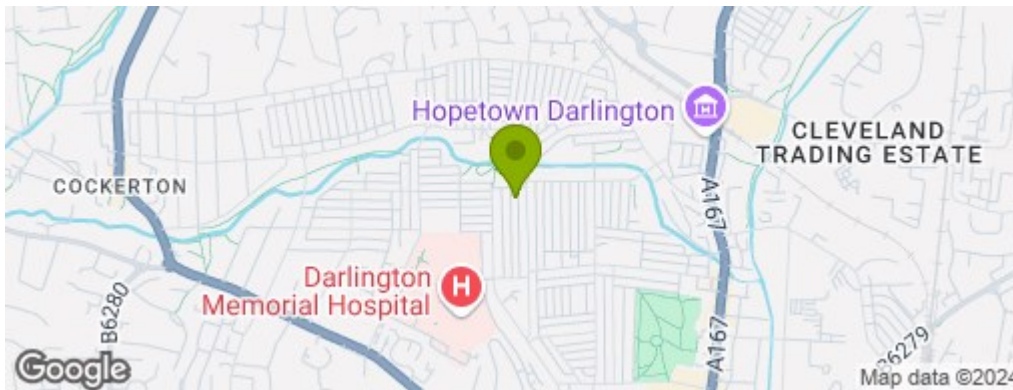 Hopetown Darlington
CLEVELAND
TRADING ESTATE
COCKERTON
A167
Darlington
Memorial Hospital
H
B6280
A167
Google
Map data ©2024